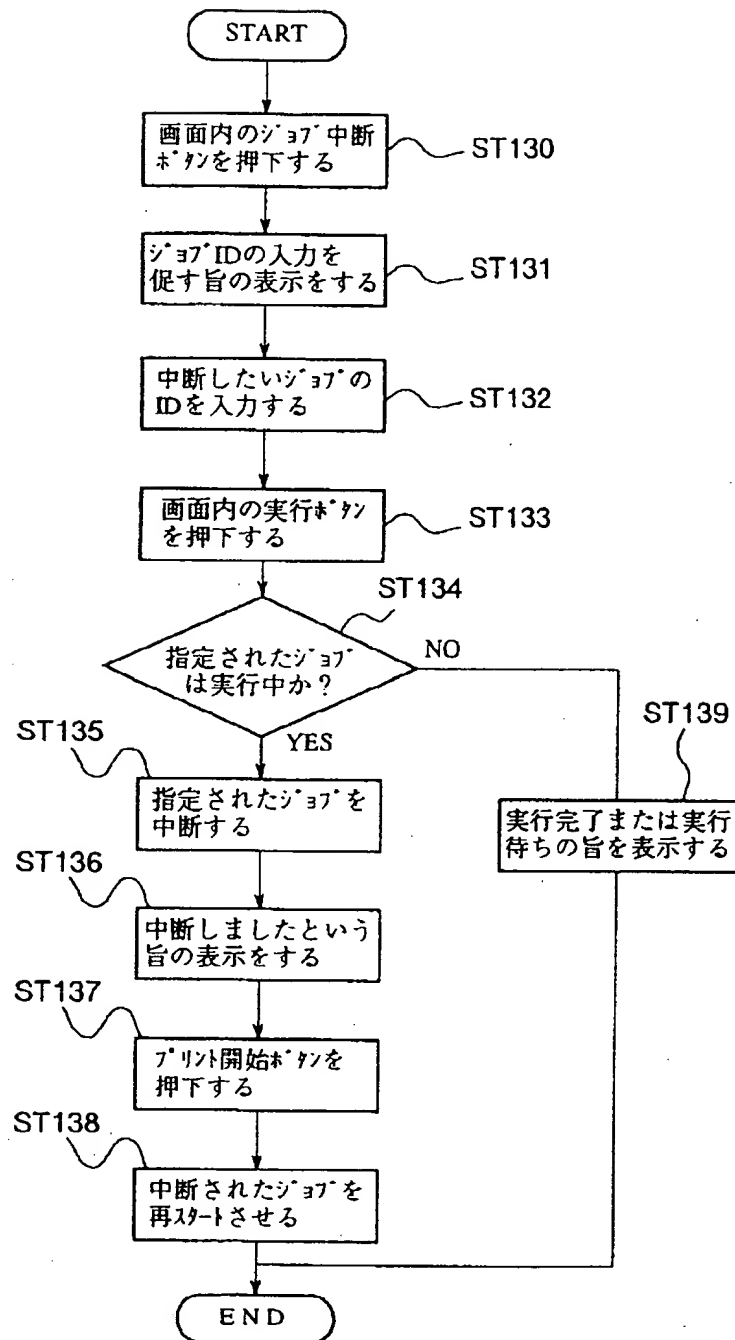 START
画面内のジョブ中断
ボタンを押下する
ST130
ジョブIDの入力を
促す旨の表示をする
ST131
中断したいジョブの
IDを入力する
ST132
画面内の実行ボタン
を押下する
ST133
ST134
指定されたジョブ
は実行中か？
NO
YES
ST135
指定されたジョブを
中断する
ST139
実行完了または実行
待ちの旨を表示する
ST136
中断しましたという
旨の表示をする
ST137
プリント開始ボタンを
押下する
ST138
中断されたジョブを
再スタートさせる
END